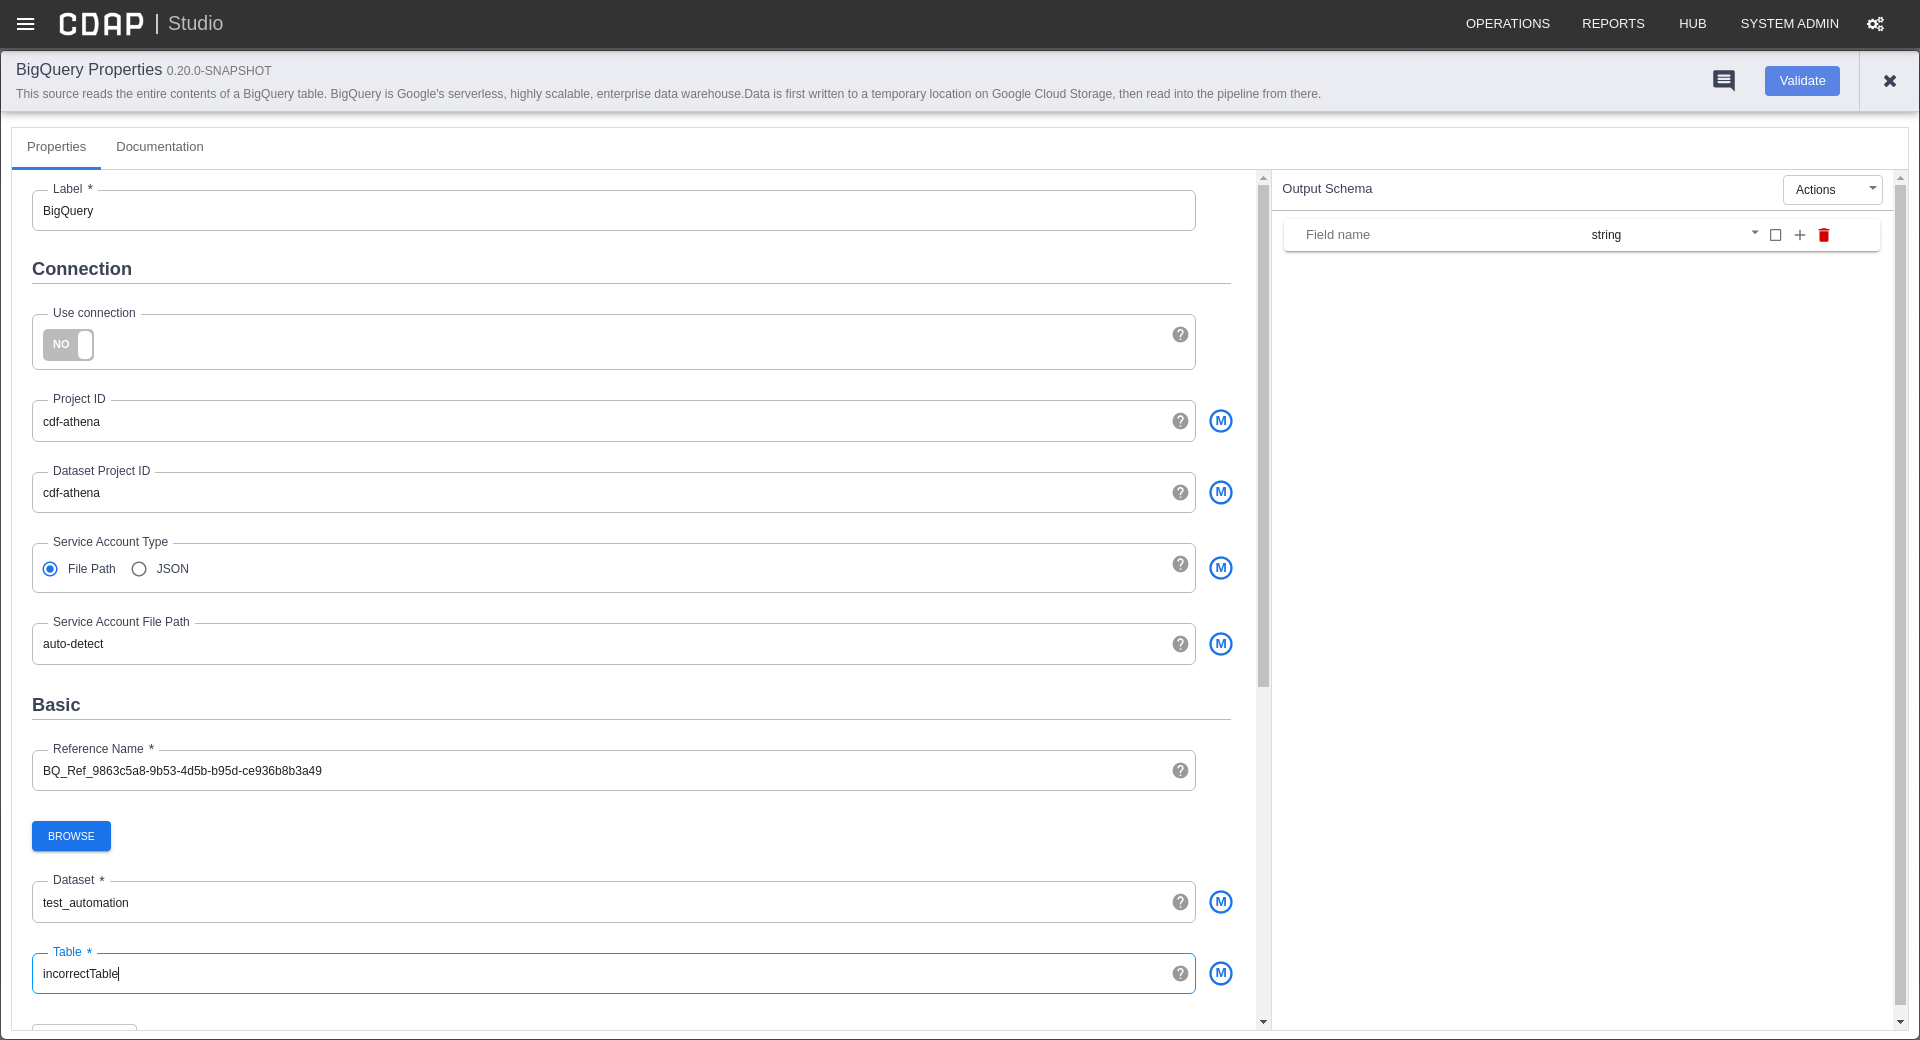 CDAP | Studio
OPERATIONS REPORTS HUB SYSTEM ADMIN
BigQuery Properties 0.20.0-SNAPSHOT
This source reads the entire contents of a BigQuery table. BigQuery is Google's serverless, highly scalable, enterprise data warehouse.Data is first written to a temporary location on Google Cloud Storage, then read into the pipeline from there.
Validate
Properties Documentation
Label *
BigQuery
Connection
Use connection
NO
Project ID
cdf-athena
M
Dataset Project ID
cdf-athena
M
Service Account Type
File Path JSON
M
Service Account File Path
auto-detect
M
Basic
Reference Name *
BQ_Ref_9863c5a8-9b53-4d5b-b95d-ce936b8b3a49
BROWSE
Dataset *
test_automation
M
Table *
incorrectTable
M
Output Schema
Actions
Field name string